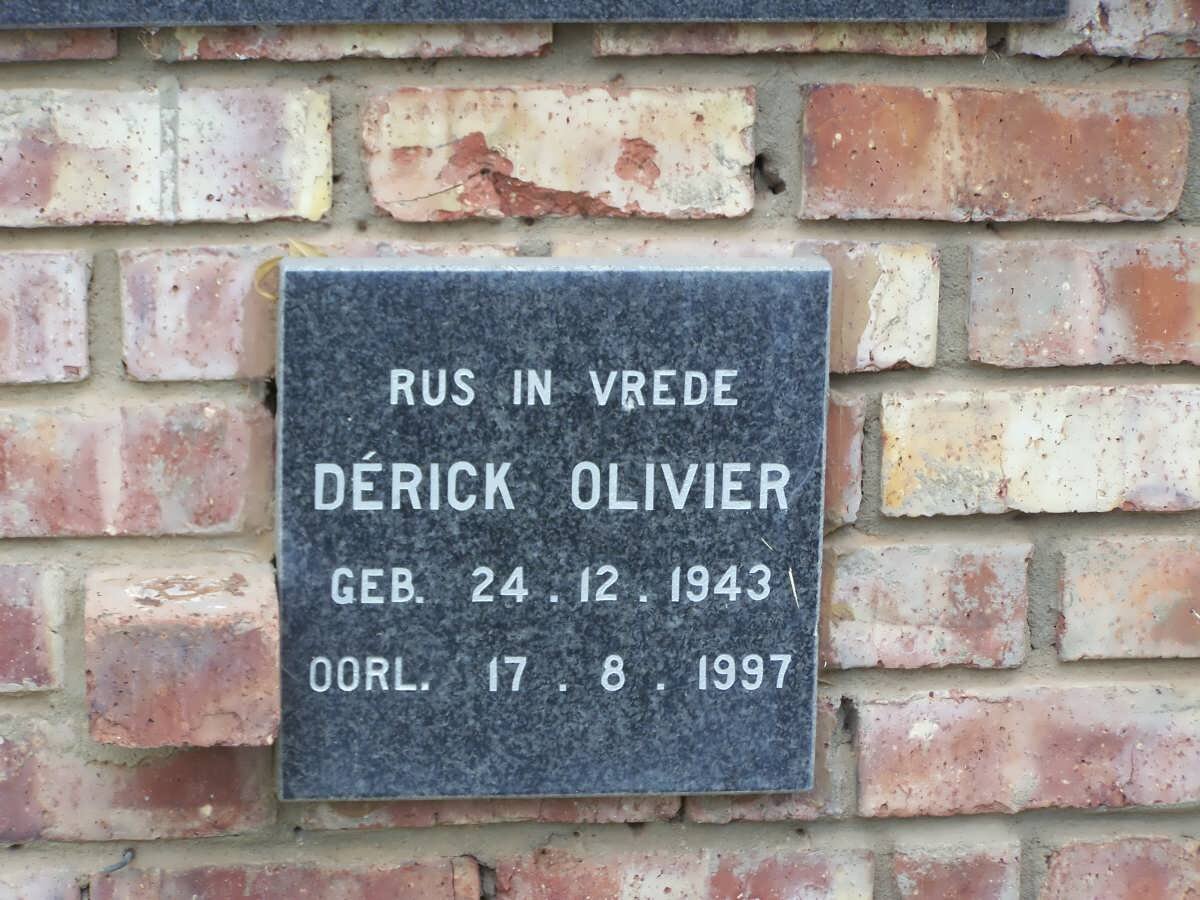 RUS IN VREDE
DÉRICK OLIVIER
GEB. 24 . 12 . 1943
OORL. 17 . 8 . 1997